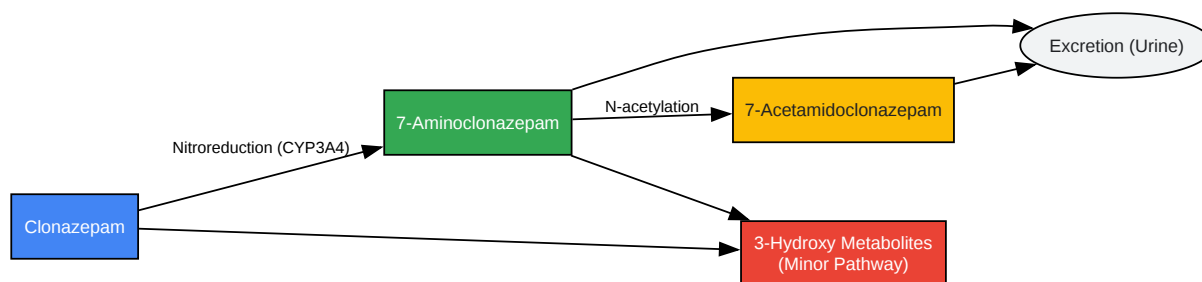 Excretion (Urine)
N-acetylation
7-Acetamidoclonazepam
7-Aminoclonazepam
Nitroreduction (CYP3A4)
Clonazepam
3-Hydroxy Metabolites
(Minor Pathway)